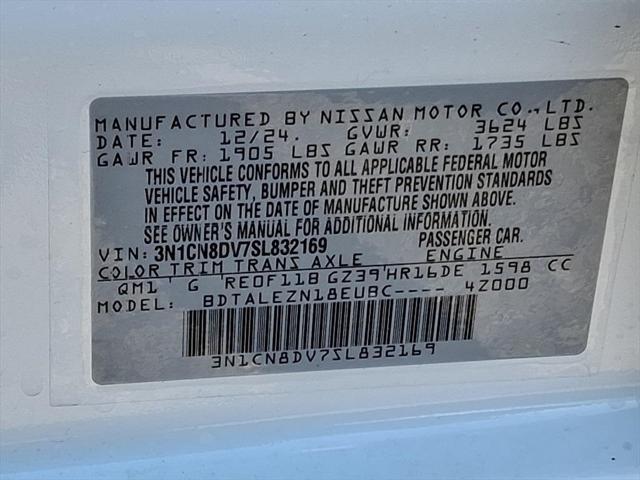 MANUFACTURED BY NISSAN MOTOR CO., LTD.
DATE: 12/24. GVWR: 3624 LBS
GAWR FR: 1905 LBS GAWR RR: 1735 LBS
THIS VEHICLE CONFORMS TO ALL APPLICABLE FEDERAL MOTOR
VEHICLE SAFETY, BUMPER AND THEFT PREVENTION STANDARDS
IN EFFECT ON THE DATE OF MANUFACTURE SHOWN ABOVE.
SEE OWNER'S MANUAL FOR ADDITIONAL INFORMATION.
VIN: 3N1CN8DV7SL832169 PASSENGER CAR.
COLOR TRIM TRANS AXLE ENGINE
QM1 G RE0F11B GZ39 HR16DE 1598 CC
BDTALEZN18EUBC---- 4Z000
3N1CN8DV7SL832169